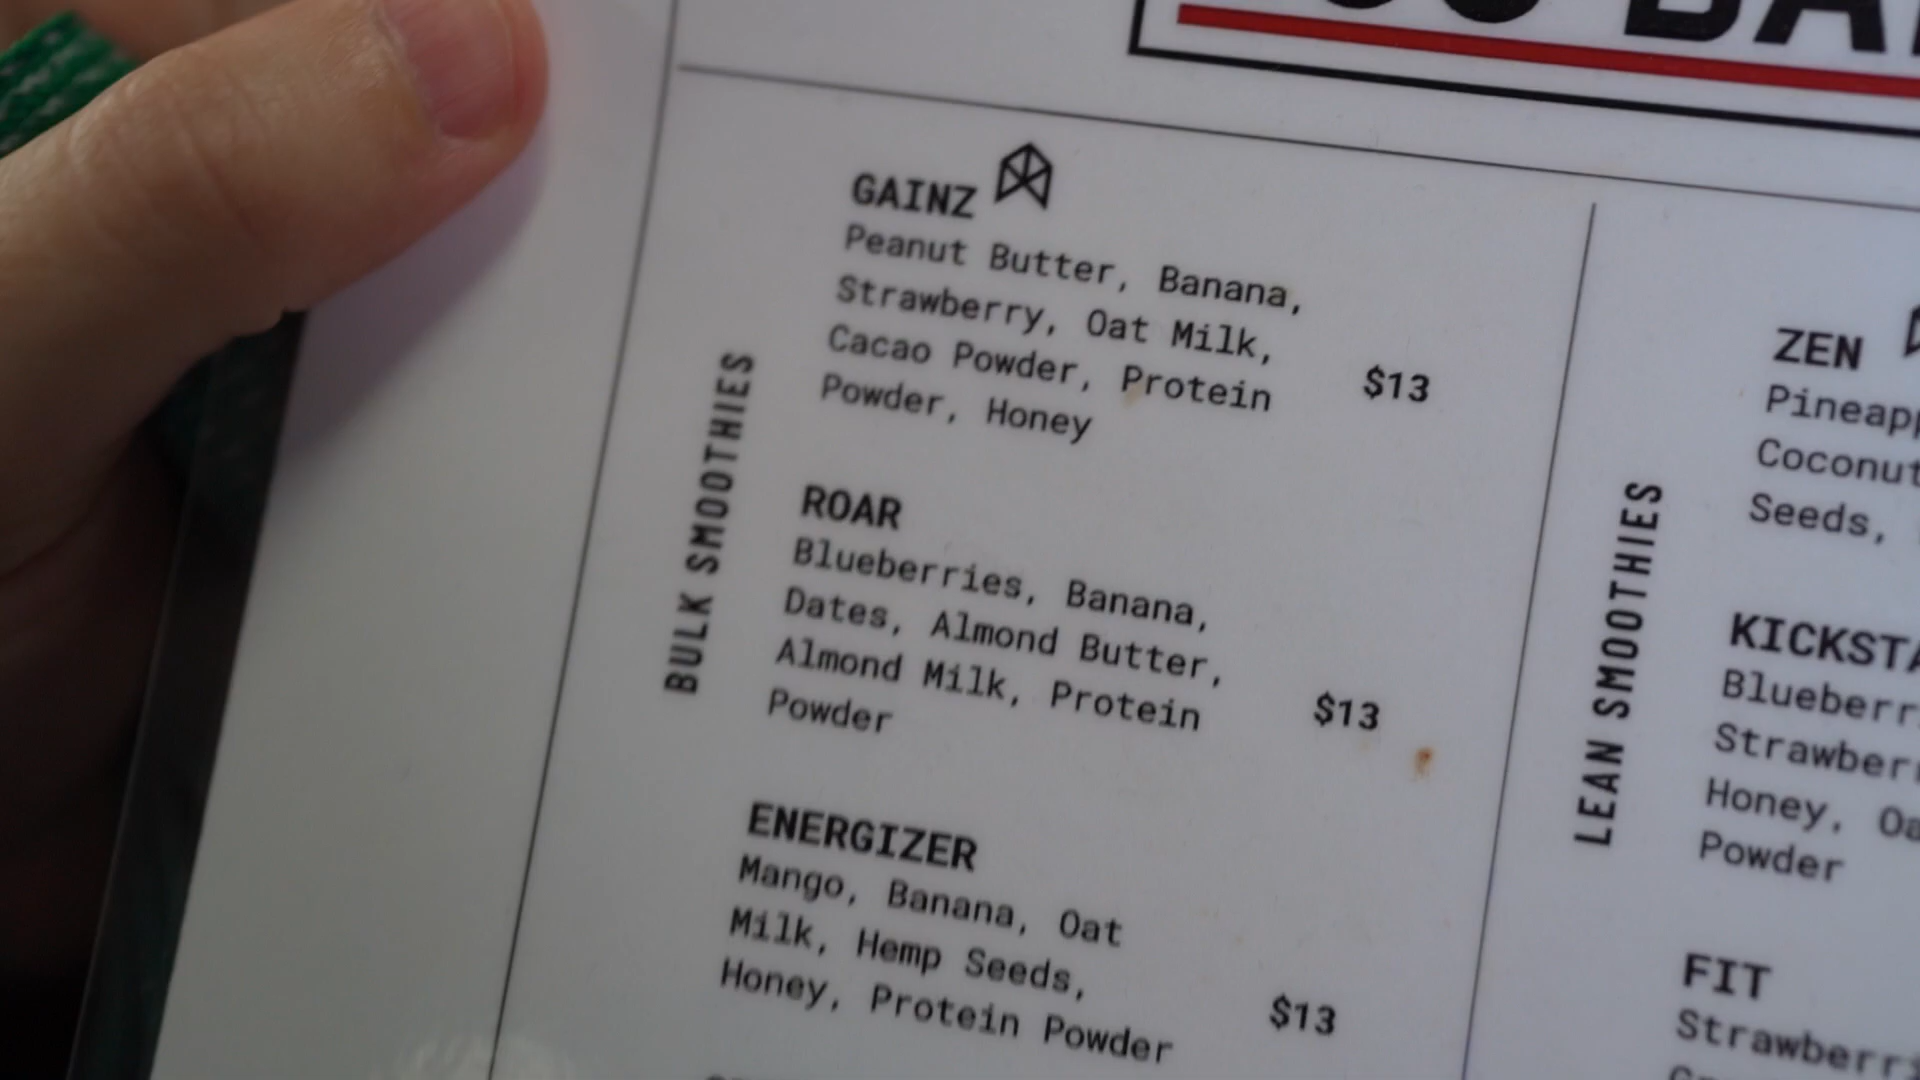 GAINZ
Peanut Butter, Banana,
Strawberry, Oat Milk,
Cacao Powder, Protein
Powder, Honey
$13
ROAR
Blueberries, Banana,
Dates, Almond Butter,
Almond Milk, Protein
Powder
$13
ENERGIZER
Mango, Banana, Oat
Milk, Hemp Seeds,
Honey, Protein Powder
$13
BULK SMOOTHIES
LEAN SMOOTHIES
ZEN
Coconut
Seeds,
Honey,
Powder
FIT